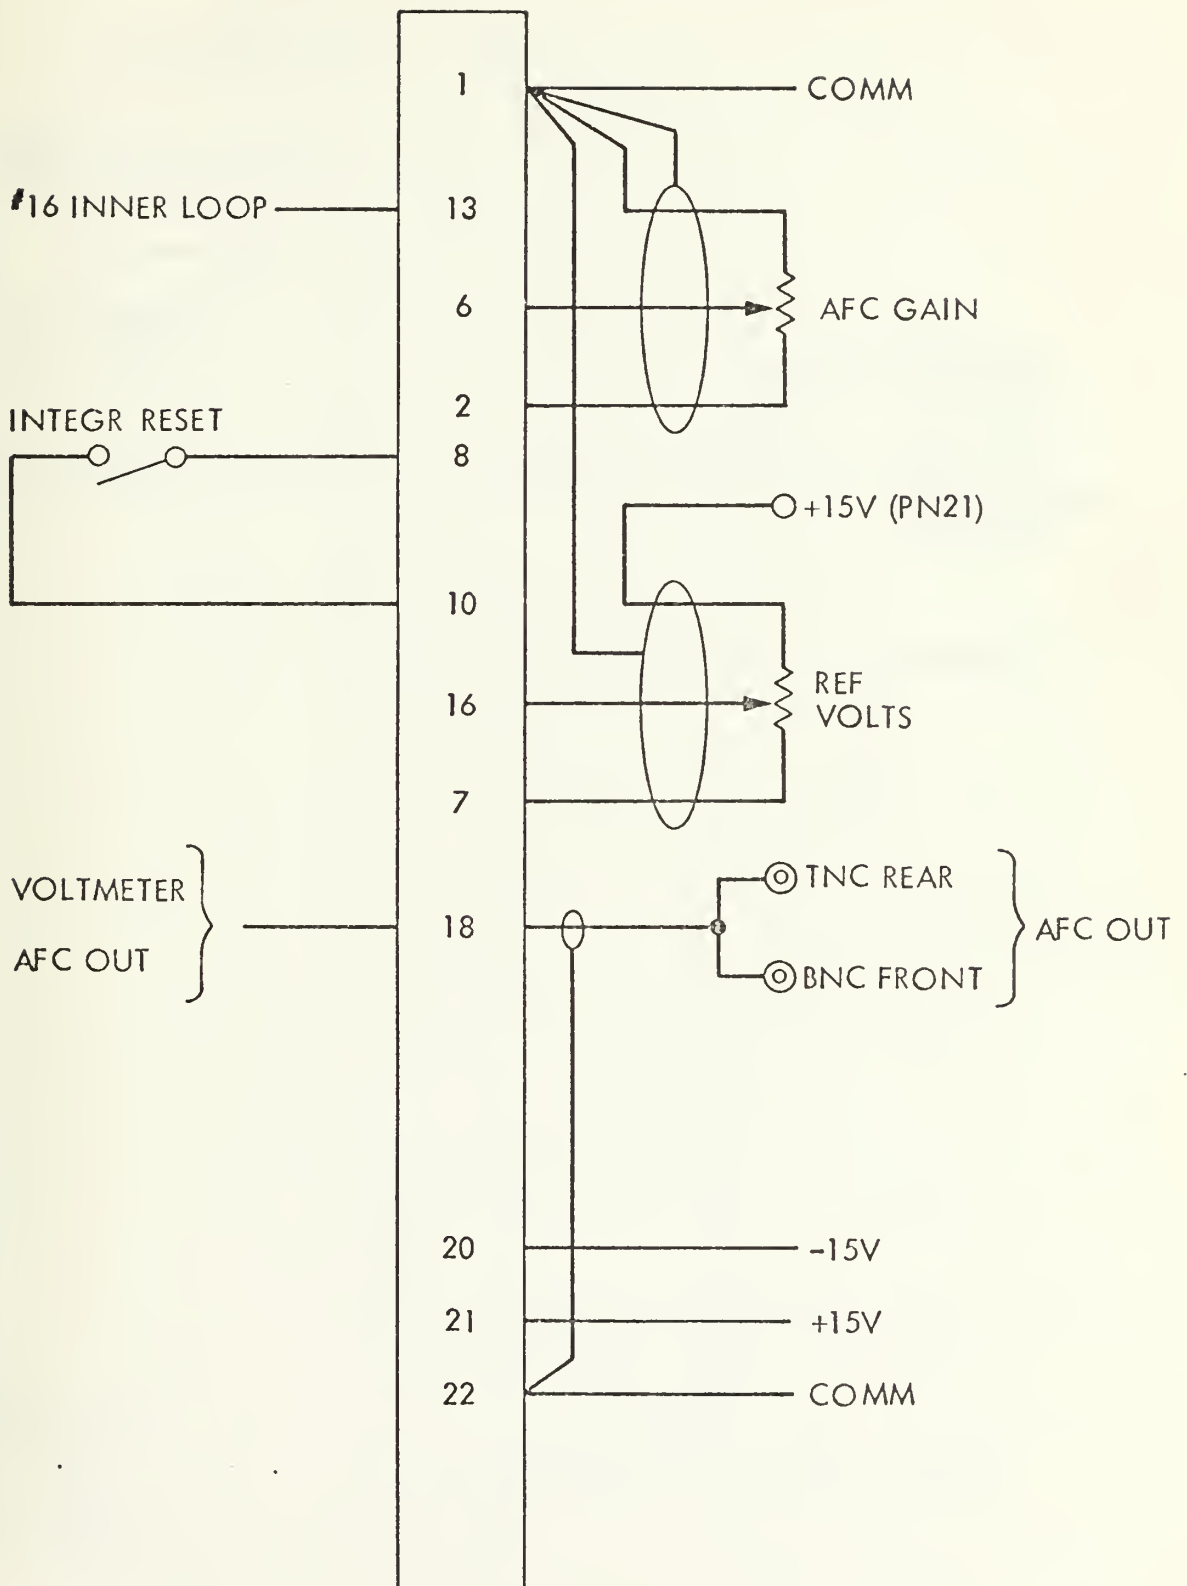 1
COMM
#16 INNER LOOP
13
6
AFC GAIN
2
INTEGR RESET
8
+15V (PN21)
10
REF
VOLTS
16
7
VOLTMETER
AFC OUT
18
TNC REAR
BNC FRONT
AFC OUT
20
-15V
21
+15V
22
COMM